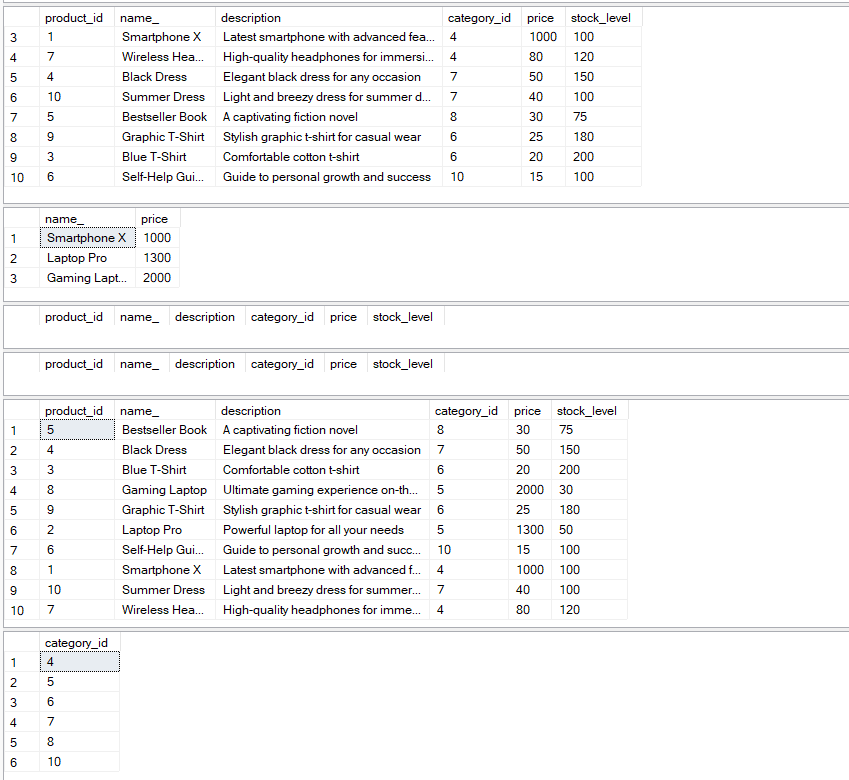 product_id name_ description category_id price stock_level
3 1 Smartphone X Latest smartphone with advanced fea... 4 1000 100
4 7 Wireless Hea... High-quality headphones for immersi... 4 80 120
5 4 Black Dress Elegant black dress for any occasion 7 50 150
6 10 Summer Dress Light and breezy dress for summer d... 7 40 100
7 5 Bestseller Book A captivating fiction novel 8 30 75
8 9 Graphic T-Shirt Stylish graphic t-shirt for casual wear 6 25 180
9 3 Blue T-Shirt Comfortable cotton t-shirt 6 20 200
10 6 Self-Help Gui... Guide to personal growth and success 10 15 100
name_ price
1 Smartphone X 1000
2 Laptop Pro 1300
3 Gaming Lapt... 2000
product_id name_ description category_id price stock_level
product_id name_ description category_id price stock_level
product_id name_ description category_id price stock_level
1 5 Bestseller Book A captivating fiction novel 8 30 75
2 4 Black Dress Elegant black dress for any occasion 7 50 150
3 3 Blue T-Shirt Comfortable cotton t-shirt 6 20 200
4 8 Gaming Laptop Ultimate gaming experience on-th... 5 2000 30
5 9 Graphic T-Shirt Stylish graphic t-shirt for casual wear 6 25 180
6 2 Laptop Pro Powerful laptop for all your needs 5 1300 50
7 6 Self-Help Gui... Guide to personal growth and succ... 10 15 100
8 1 Smartphone X Latest smartphone with advanced f... 4 1000 100
9 10 Summer Dress Light and breezy dress for summer... 7 40 100
10 7 Wireless Hea... High-quality headphones for imme... 4 80 120
category_id
1 4
2 5
3 6
4 7
5 8
6 10